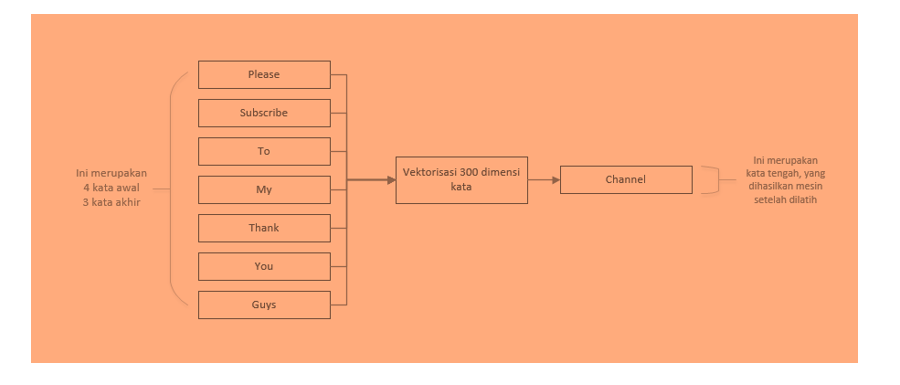 Please
Subscribe
To
My
Thank
You
Guys
Ini merupakan
4 kata awal
3 kata akhir
Vektorisasi 300 dimensi
kata
Channel
Ini merupakan
kata tengah, yang
dihasilkan mesin
setelah dilatih